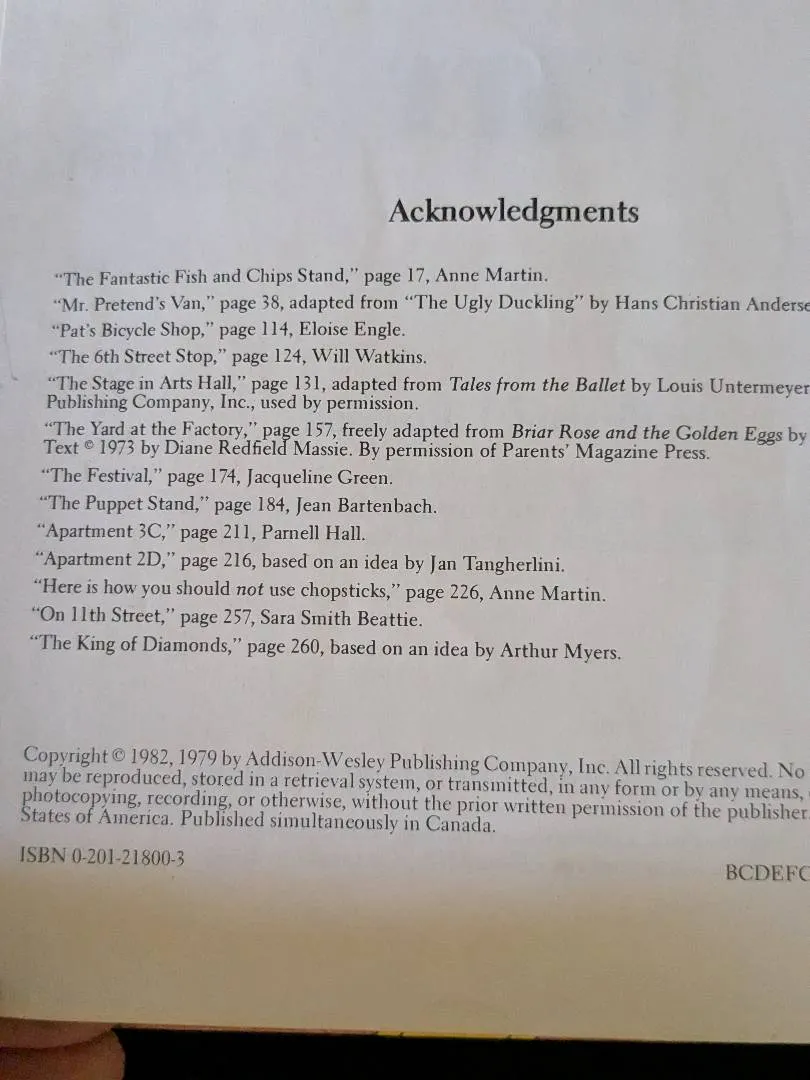 Acknowledgments
“The Fantastic Fish and Chips Stand,” page 17, Anne Martin.
“Mr. Pretend’s Van,” page 38, adapted from “The Ugly Duckling” by Hans Christian Anderse
“Pat’s Bicycle Shop,” page 114, Eloise Engle.
“The 6th Street Stop,” page 124, Will Watkins.
“The Stage in Arts Hall,” page 131, adapted from Tales from the Ballet by Louis Untermeyer
Publishing Company, Inc., used by permission.
“The Yard at the Factory,” page 157, freely adapted from Briar Rose and the Golden Eggs by
Text © 1973 by Diane Redfield Massie. By permission of Parents’ Magazine Press.
“The Festival,” page 174, Jacqueline Green.
“The Puppet Stand,” page 184, Jean Bartenbach.
“Apartment 3C,” page 211, Parnell Hall.
“Apartment 2D,” page 216, based on an idea by Jan Tangherlini.
“Here is how you should not use chopsticks,” page 226, Anne Martin.
“On 11th Street,” page 257, Sara Smith Beattie.
“The King of Diamonds,” page 260, based on an idea by Arthur Myers.
Copyright © 1982, 1979 by Addison-Wesley Publishing Company, Inc. All rights reserved. No
may be reproduced, stored in a retrieval system, or transmitted, in any form or by any means,
photocopying, recording, or otherwise, without the prior written permission of the publisher.
States of America. Published simultaneously in Canada.
ISBN 0-201-21800-3
BCDEF